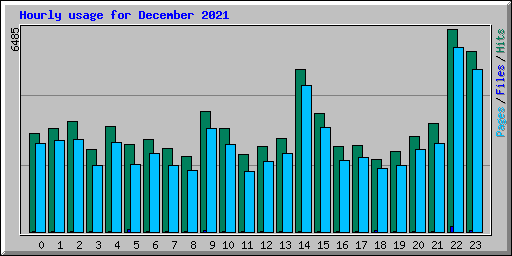 Hourly usage for December 2021
6485
Pages/Files/Hits
0 1 2 3 4 5 6 7 8 9 10 11 12 13 14 15 16 17 18 19 20 21 22 23